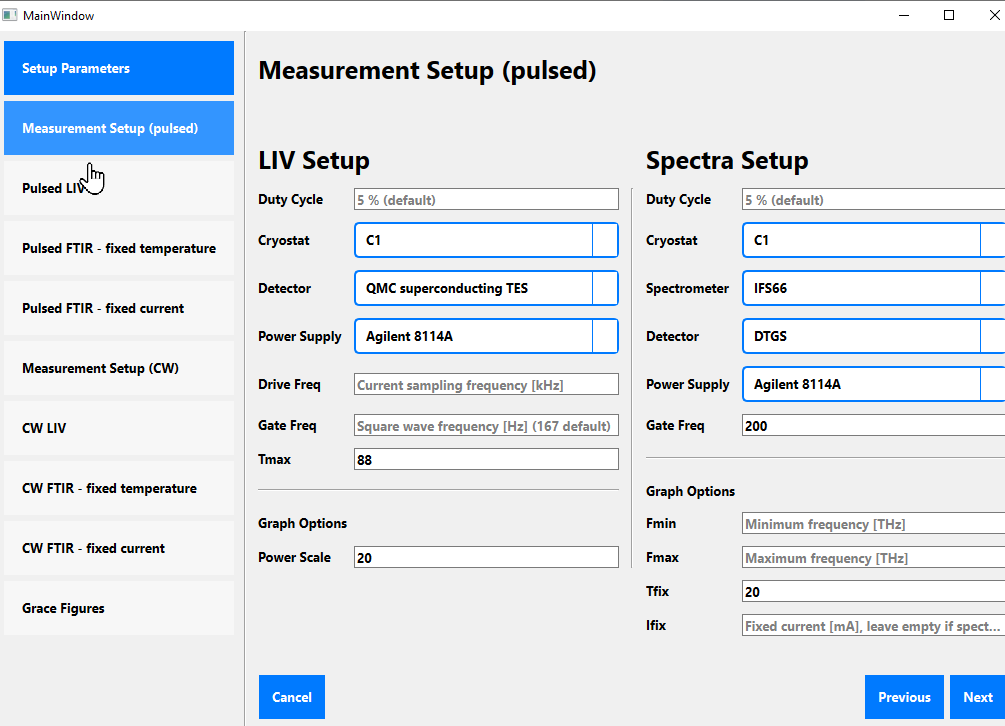 MainWindow
Setup Parameters
Measurement Setup (pulsed)
Pulsed LIV
Pulsed FTIR - fixed temperature
Pulsed FTIR - fixed current
Measurement Setup (CW)
CW LIV
CW FTIR - fixed temperature
CW FTIR - fixed current
Grace Figures
Measurement Setup (pulsed)
LIV Setup
Duty Cycle 5 % (default)
Cryostat C1
Detector QMC superconducting TES
Power Supply Agilent 8114A
Drive Freq Current sampling frequency [kHz]
Gate Freq Square wave frequency [Hz] (167 default)
Tmax 88
Graph Options
Power Scale 20
Spectra Setup
Duty Cycle 5 % (default)
Cryostat C1
Spectrometer IFS66
Detector DTGS
Power Supply Agilent 8114A
Gate Freq 200
Graph Options
Fmin Minimum frequency [THz]
Fmax Maximum frequency [THz]
Tfix 20
Ifix Fixed current [mA], leave empty if spect...
Cancel
Previous
Next